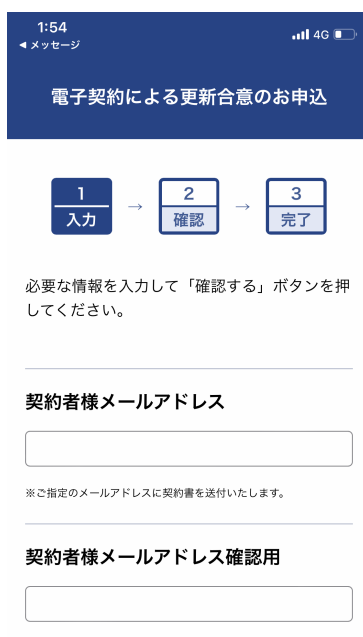 1:54
4G
◀ メッセージ
電子契約による更新合意のお申込
1
入力
→
2
確認
→
3
完了
必要な情報を入力して「確認する」ボタンを押
してください。
契約者様メールアドレス
※ご指定のメールアドレスに契約書を送付いたします。
契約者様メールアドレス確認用